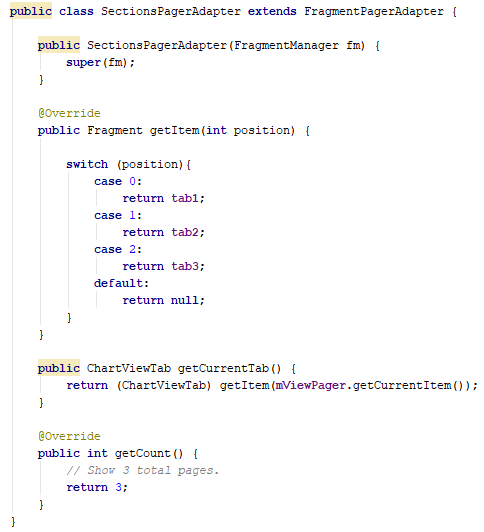 public class SectionsPagerAdapter extends FragmentPagerAdapter {
public SectionsPagerAdapter(FragmentManager fm) {
super(fm);
}
@Override
public Fragment getItem(int position) {
switch (position){
case 0:
return tab1;
case 1:
return tab2;
case 2:
return tab3;
default:
return null;
}
}
public ChartViewTab getCurrentTab() {
return (ChartViewTab) getItem(mViewPager.getCurrentItem());
}
@Override
public int getCount() {
// Show 3 total pages.
return 3;
}
}